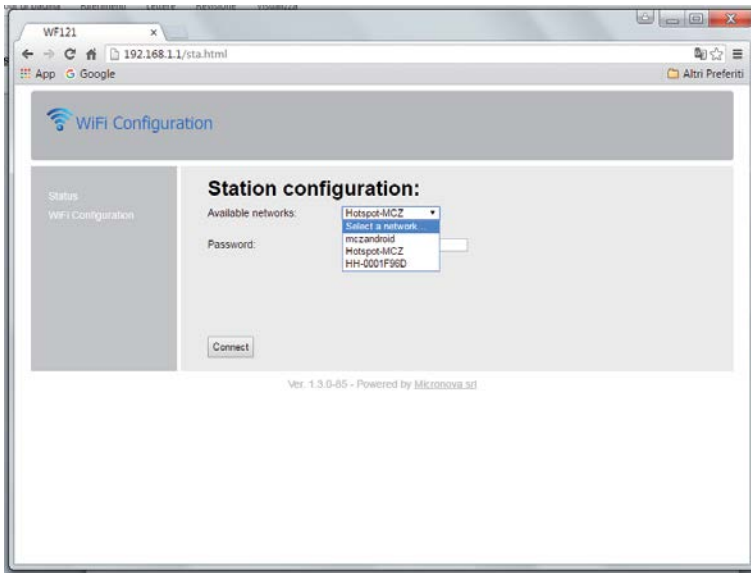 WF121
192.168.1.1/sta.html
App Google Altri Preferiti
WiFi Configuration
Status
WiFi Configuration
Station configuration:
Available networks: Hotspot-MCZ
Select a network...
mczandroid
Hotspot-MCZ
HH-0001F96D
Password:
Connect
Ver. 1.3.0-85 - Powered by Micronova srl